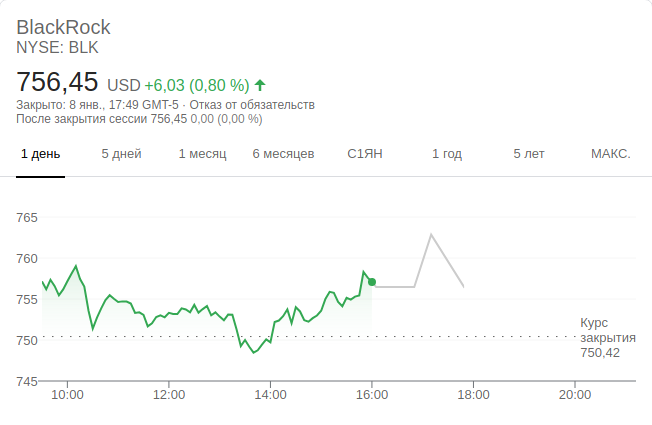 BlackRock
NYSE: BLK
756,45 USD +6,03 (0,80 %)
Закрыто: 8 янв., 17:49 GMT-5 · Отказ от обязательств
После закрытия сессии 756,45 0,00 (0,00 %)
1 день 5 дней 1 месяц 6 месяцев С1ЯН 1 год 5 лет МАКС.
765
760
755
750
745
Курс
закрытия
750,42
10:00 12:00 14:00 16:00 18:00 20:00